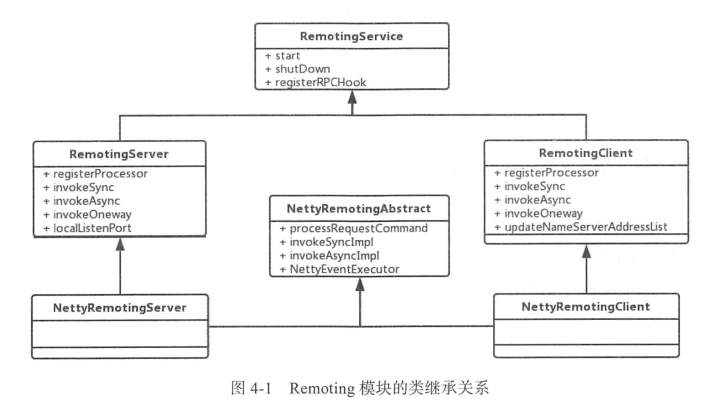 RemotingService
+ start
+ shutDown
+ registerRPCHook
RemotingServer
+ registerProcessor
+ invokeSync
+ invokeAsync
+ invokeOneway
+ localListenPort
RemotingClient
+ registerProcessor
+ invokeSync
+ invokeAsync
+ invokeOneway
+ updateNameServerAddressList
NettyRemotingAbstract
+ processRequestCommand
+ invokeSyncImpl
+ invokeAsyncImpl
+ NettyEventExecutor
NettyRemotingServer
NettyRemotingClient
图 4-1 Remoting 模块的类继承关系